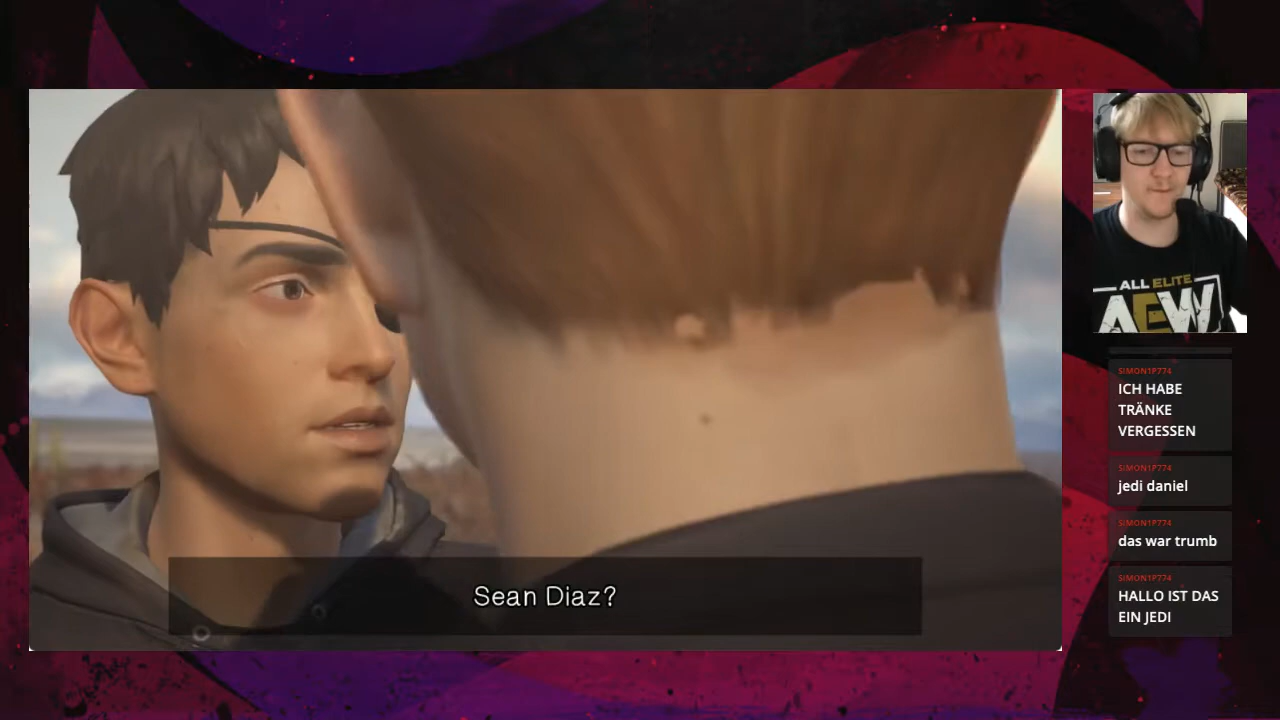 ALL ELITE
AEW
SIMON1P774
ICH HABE
TRÄNKE
VERGESSEN
SIMON1P774
jedi daniel
SIMON1P774
das war trumb
SIMON1P774
HALLO IST DAS
EIN JEDI
Sean Diaz?